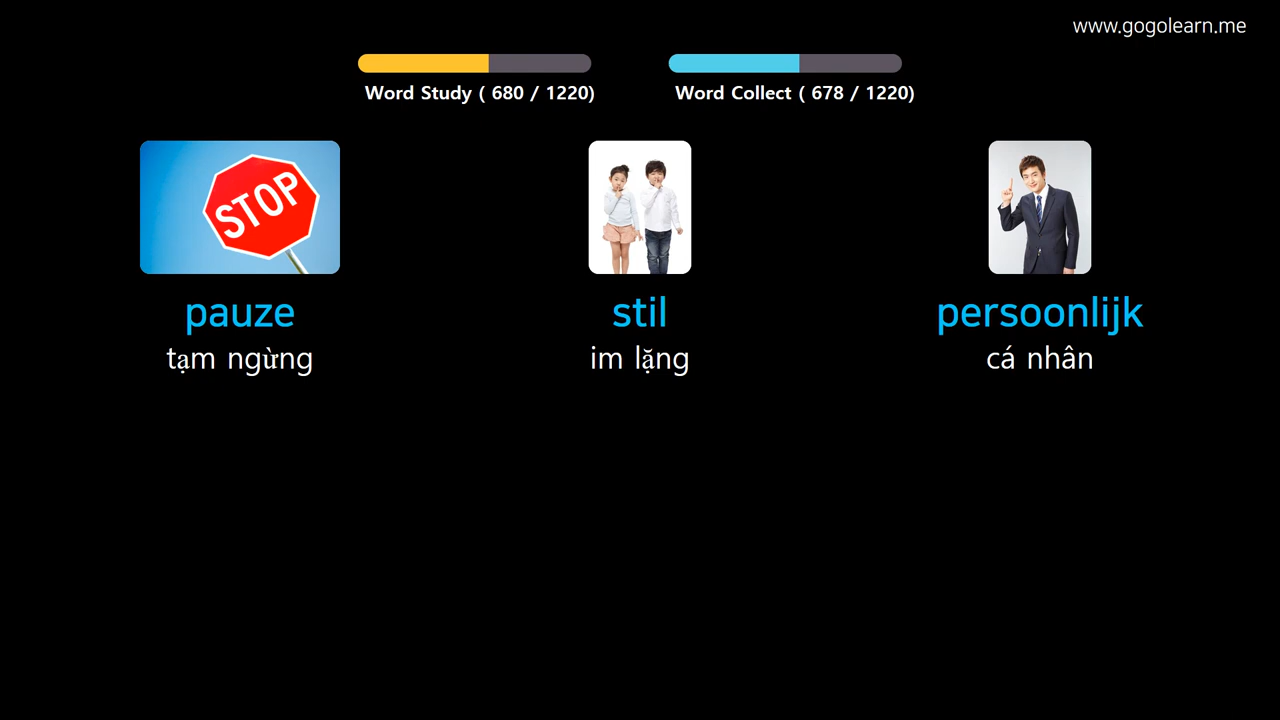 www.gogolearn.me
Word Study ( 680 / 1220)
Word Collect ( 678 / 1220)
STOP
pauze
stil
persoonlijk
tạm ngừng
im lặng
cá nhân